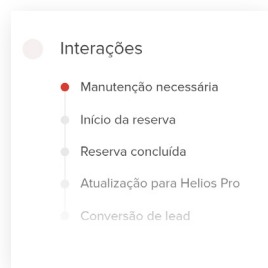 Interações
Manutenção necessária
Início da reserva
Reserva concluída
Atualização para Helios Pro
Conversão de lead